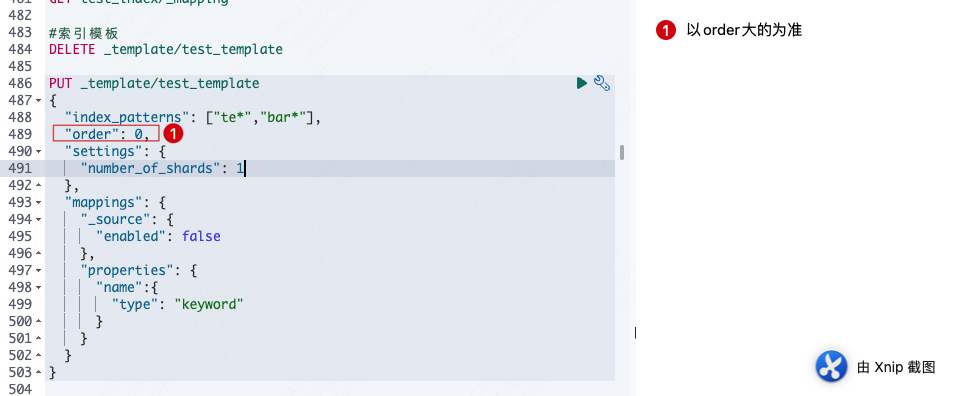 481 GET test_index/_mapping
482
483 #索引模板
484 DELETE _template/test_template
485
486 PUT _template/test_template
487 {
488 "index_patterns": ["te*","bar*"],
489 "order": 0, 1
490 "settings": {
491 "number_of_shards": 1
492 },
493 "mappings": {
494 "_source": {
495 "enabled": false
496 },
497 "properties": {
498 "name":{
499 "type": "keyword"
500 }
501 }
502 }
503 }
504
1 以order大的为准
由 Xnip 截图